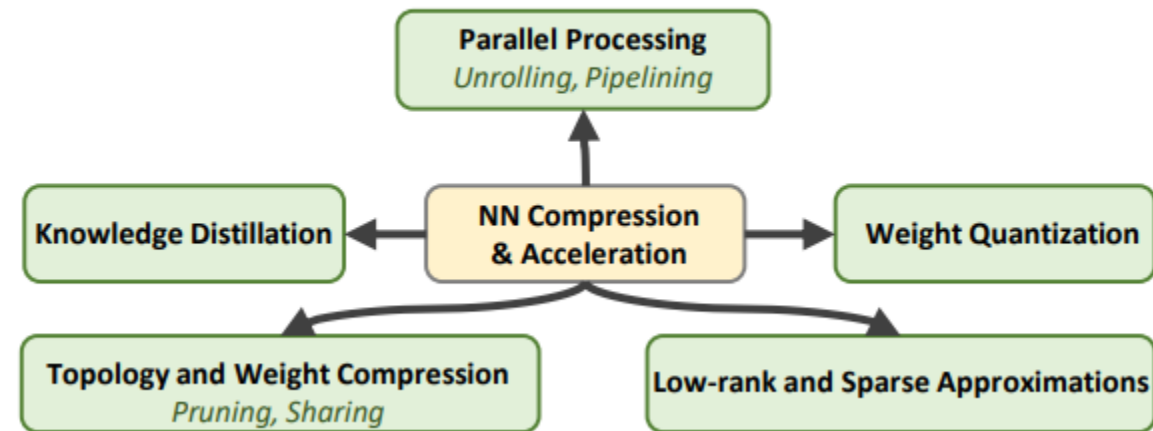 Parallel Processing
Unrolling, Pipelining
Knowledge Distillation
NN Compression
& Acceleration
Weight Quantization
Topology and Weight Compression
Pruning, Sharing
Low-rank and Sparse Approximations